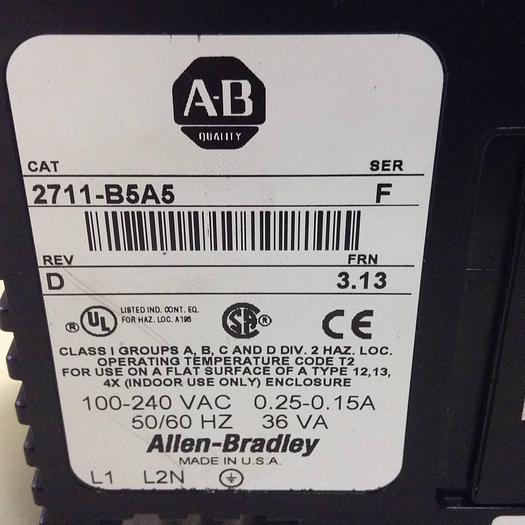 A-B
QUALITY
CAT SER
2711-B5A5 F
REV FRN
D 3.13
® UL LISTED IND. CONT. EQ.
FOR HAZ. LOC. A196
SA ® CE
CLASS I GROUPS A, B, C AND D DIV. 2 HAZ. LOC.
OPERATING TEMPERATURE CODE T2
FOR USE ON A FLAT SURFACE OF A TYPE 12,13,
4X (INDOOR USE ONLY) ENCLOSURE
100-240 VAC 0.25-0.15A
50/60 HZ 36 VA
Allen-Bradley
MADE IN U.S.A.
L1 L2N